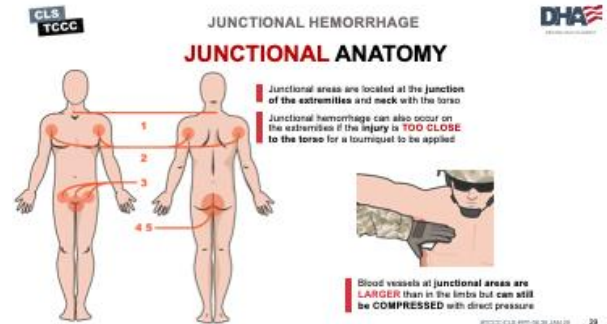 CLS
TCCC
JUNCTIONAL HEMORRHAGE
DHA
JUNCTIONAL ANATOMY
Junctional areas are located at the junction
of the extremities and neck with the torso
Junctional hemorrhage can also occur on
the extremities if the injury is TOO CLOSE
to the torso for a tourniquet to be applied
1
2
3
4 5
Blood vessels at junctional areas are
LARGER than in the limbs but can still
be COMPRESSED with direct pressure